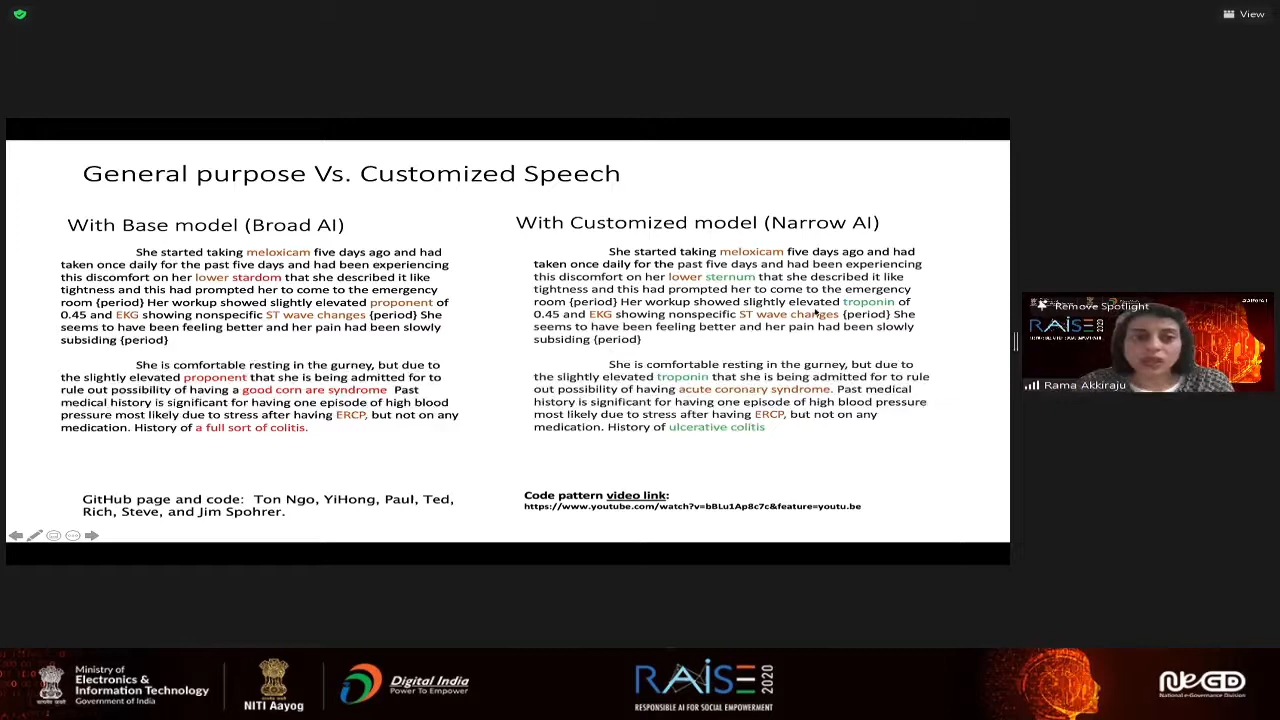 View
General purpose Vs. Customized Speech
With Base model (Broad AI)
She started taking meloxicam five days ago and had
taken once daily for the past five days and had been experiencing
this discomfort on her lower stardom that she described it like
tightness and this had prompted her to come to the emergency
room {period} Her workup showed slightly elevated proponent of
0.45 and EKG showing nonspecific ST wave changes {period} She
seems to have been feeling better and her pain had been slowly
subsiding {period}
She is comfortable resting in the gurney, but due to
the slightly elevated proponent that she is being admitted for to
rule out possibility of having a good corn are syndrome Past
medical history is significant for having one episode of high blood
pressure most likely due to stress after having ERCP, but not on any
medication. History of a full sort of colitis.
GitHub page and code: Ton Ngo, YiHong, Paul, Ted,
Rich, Steve, and Jim Spohrer.
With Customized model (Narrow AI)
She started taking meloxicam five days ago and had
taken once daily for the past five days and had been experiencing
this discomfort on her lower sternum that she described it like
tightness and this had prompted her to come to the emergency
room {period} Her workup showed slightly elevated troponin of
0.45 and EKG showing nonspecific ST wave changes {period} She
seems to have been feeling better and her pain had been slowly
subsiding {period}
She is comfortable resting in the gurney, but due to
the slightly elevated troponin that she is being admitted for to rule
out possibility of having acute coronary syndrome. Past medical
history is significant for having one episode of high blood pressure
most likely due to stress after having ERCP, but not on any
medication. History of ulcerative colitis
Code pattern video link:
https://www.youtube.com/watch?v=bBLu1Ap8c7c&feature=youtu.be
Remove Spotlight
RAISE 2020
Rama Akkiraju
Ministry of
Electronics &
Information Technology
Government of India
NITI Aayog
Digital India
Power To Empower
RAISE 2020
RESPONSIBLE AI FOR SOCIAL EMPOWERMENT
NeGD
National e-Governance Division